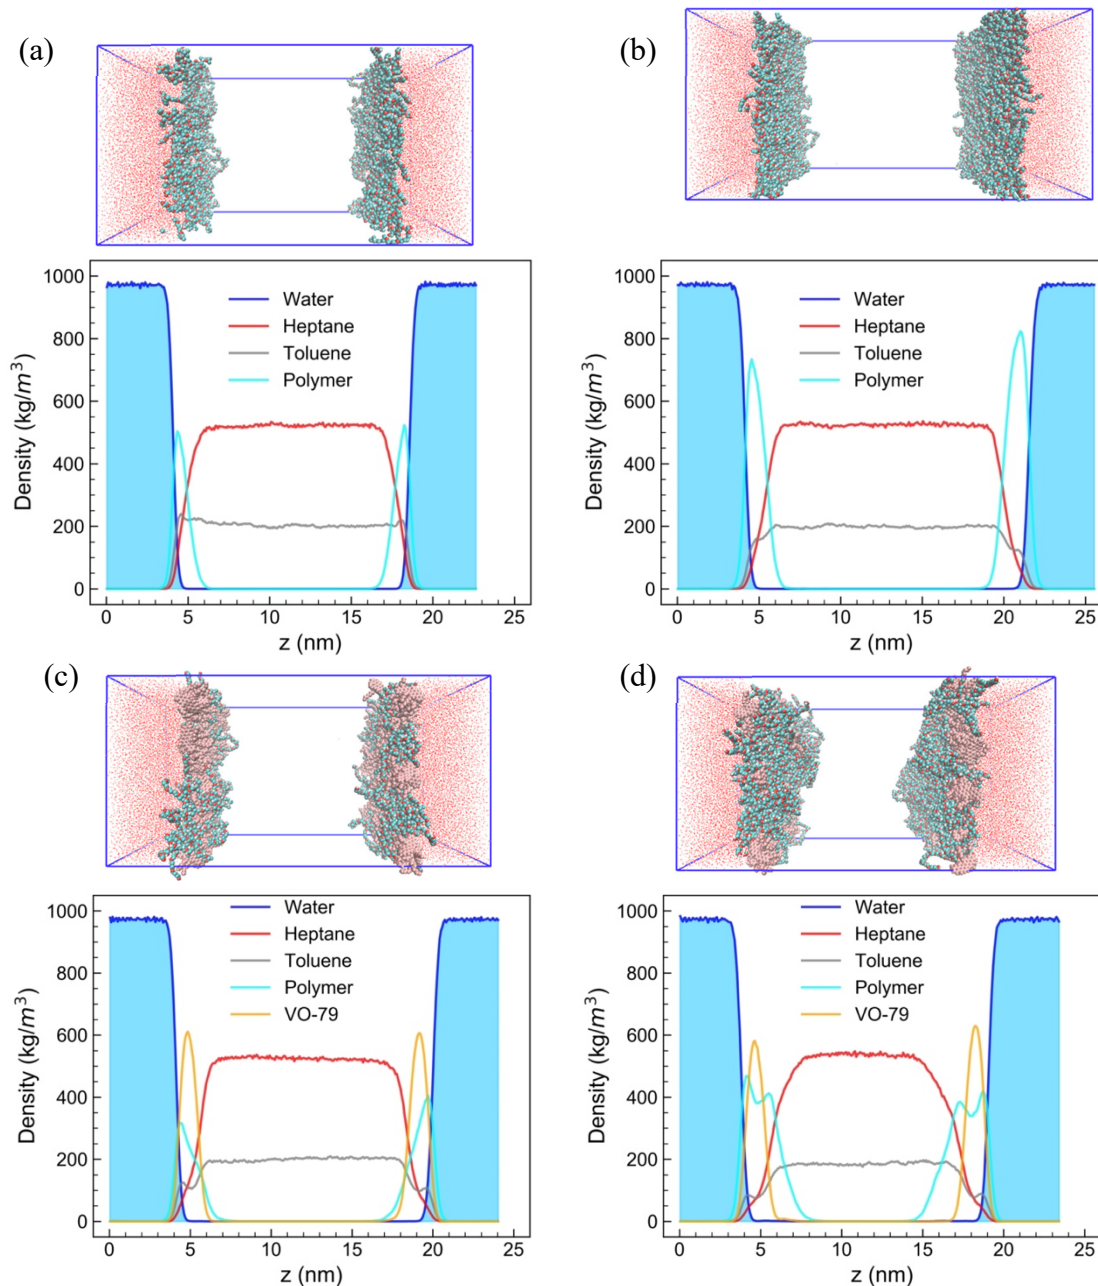 (a)
(b)
1000
800
600
400
200
0
Density (kg/m³)
Water
Heptane
Toluene
Polymer
0 5 10 15 20 25
z (nm)
1000
800
600
400
200
0
Density (kg/m³)
Water
Heptane
Toluene
Polymer
0 5 10 15 20 25
z (nm)
(c)
(d)
1000
800
600
400
200
0
Density (kg/m³)
Water
Heptane
Toluene
Polymer
VO-79
0 5 10 15 20 25
z (nm)
1000
800
600
400
200
0
Density (kg/m³)
Water
Heptane
Toluene
Polymer
VO-79
0 5 10 15 20 25
z (nm)